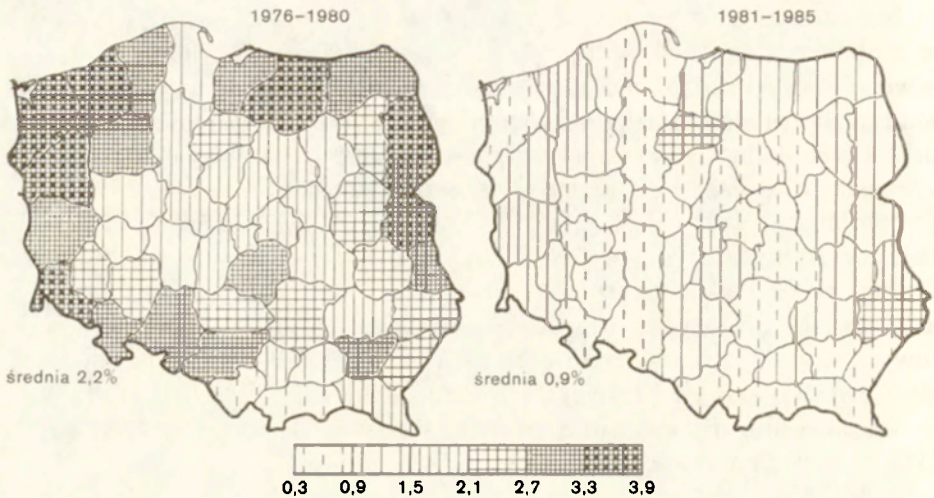 1976–1980
1981–1985
średnia 2,2%
średnia 0,9%
0,3 0,9 1,5 2,1 2,7 3,3 3,9